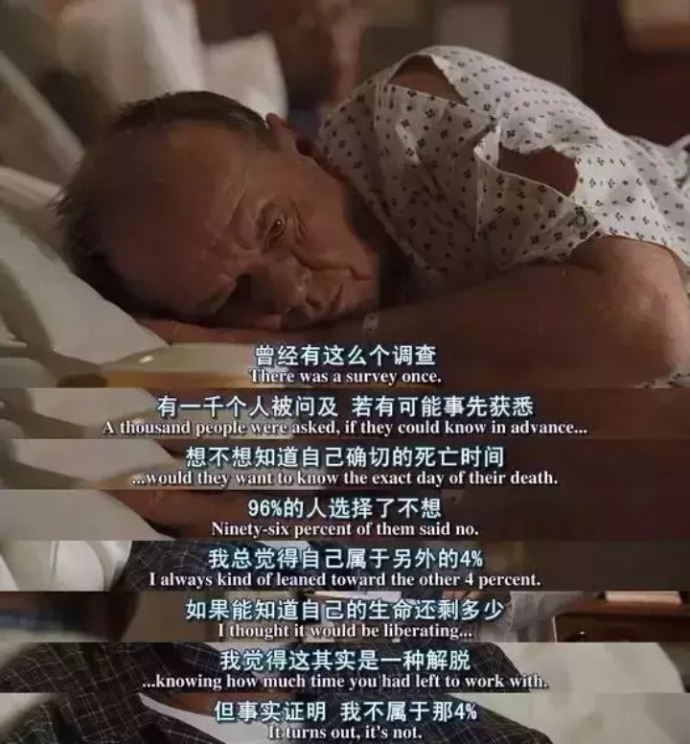 曾经有这么个调查
There was a survey once.
有一千个人被问及 若有可能事先获悉
A thousand people were asked, if they could know in advance...
想不想知道自己确切的死亡时间
...would they want to know the exact day of their death.
96%的人选择了不想
Ninety-six percent of them said no.
我总觉得自己属于另外的4%
I always kind of leaned toward the other 4 percent.
如果能知道自己的生命还剩多少
I thought it would be liberating...
我觉得这其实是一种解脱
...knowing how much time you had left to work with.
但事实证明 我不属于那4%
It turns out, it's not.